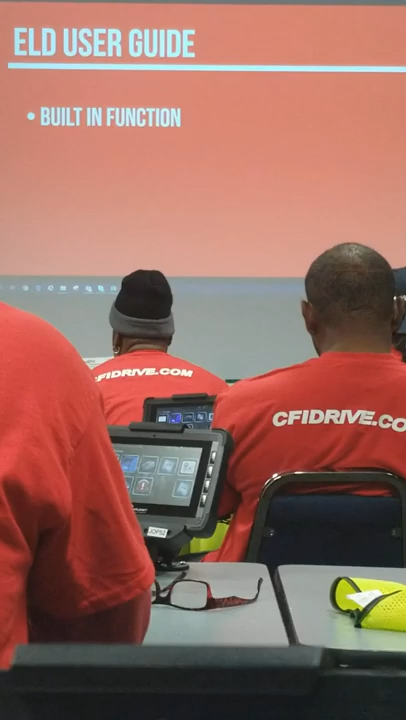 ELD USER GUIDE
• BUILT IN FUNCTION
CFIDRIVE.COM
CFIDRIVE.CO